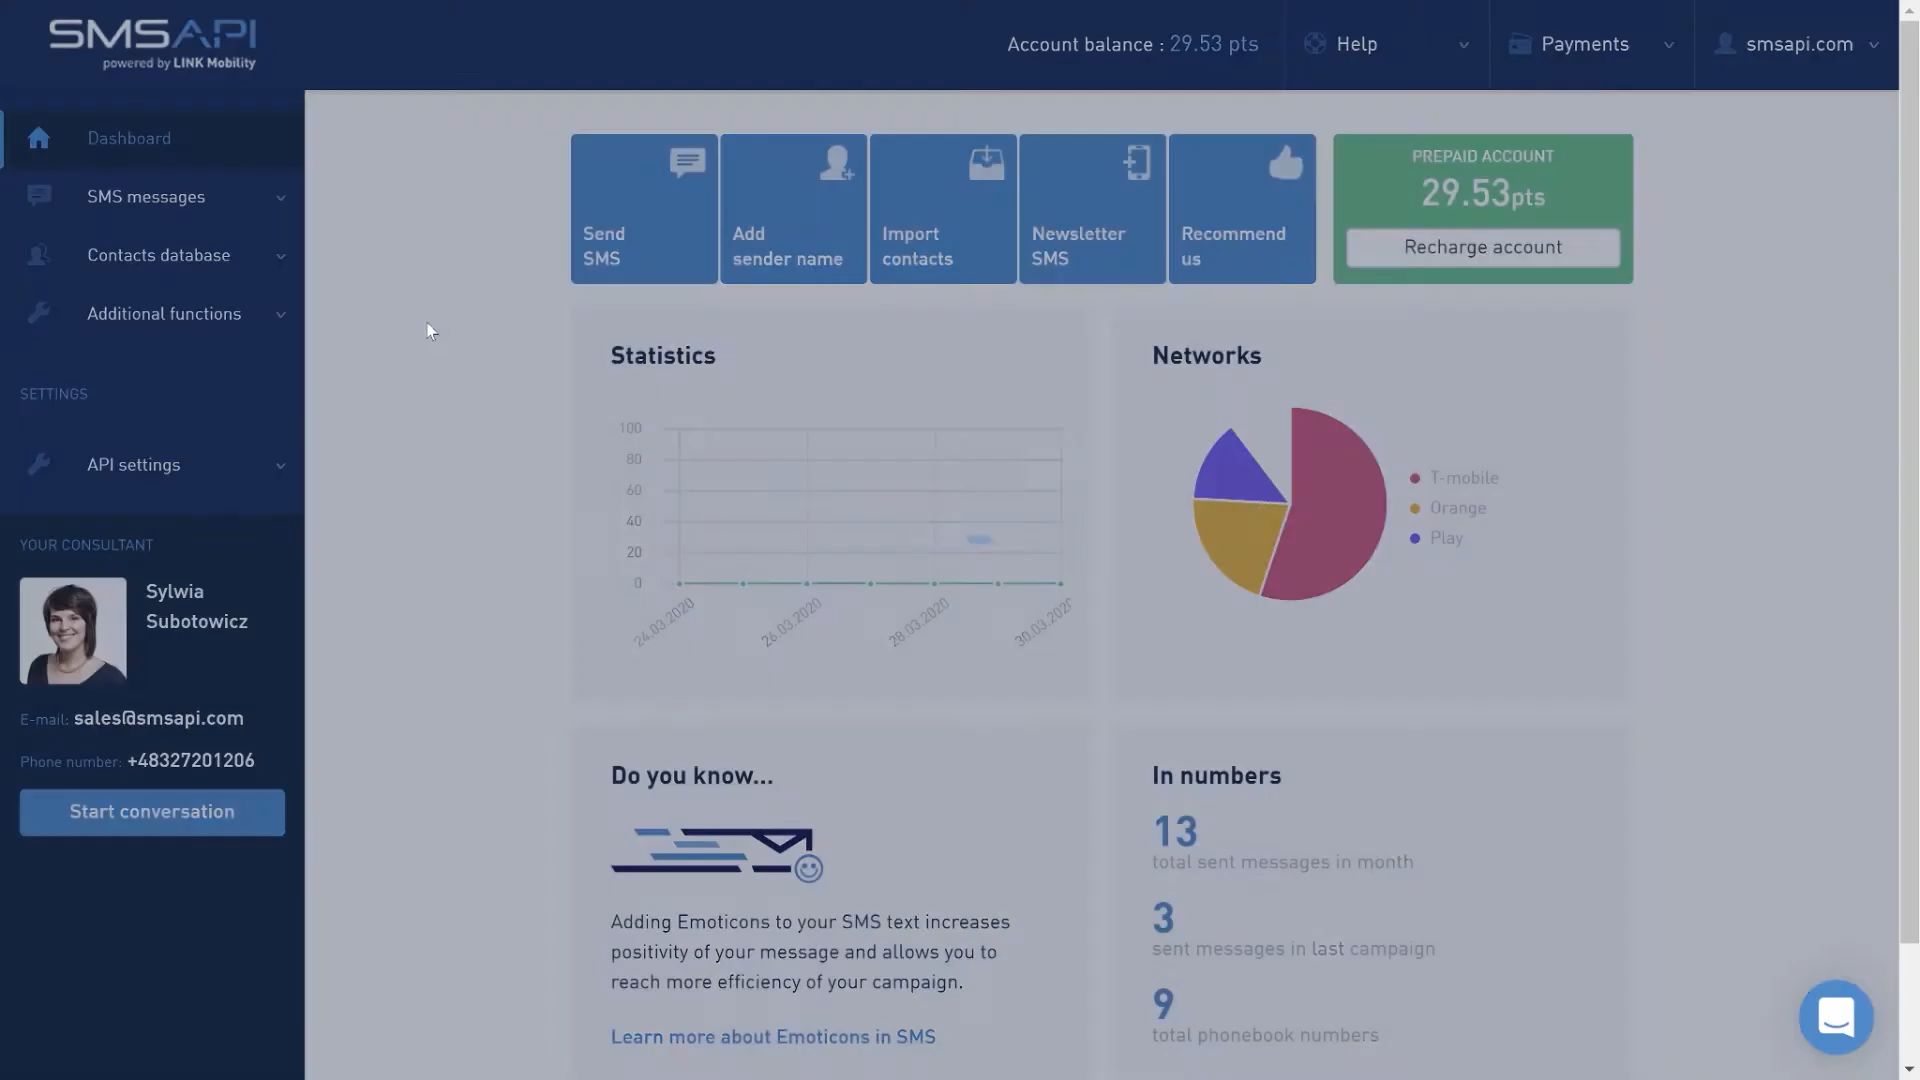 SMSAPI
powered by LINK Mobility
Account balance : 29.53 pts
Help
Payments
smsapi.com
Dashboard
SMS messages
Contacts database
Additional functions
SETTINGS
API settings
YOUR CONSULTANT
Sylwia
Subotowicz
E-mail: sales@smsapi.com
Phone number: +48327201206
Start conversation
Send
SMS
Add
sender name
Import
contacts
Newsletter
SMS
Recommend
us
PREPAID ACCOUNT
29.53pts
Recharge account
Statistics
100
80
60
40
20
0
24.03.2020
26.03.2020
28.03.2020
30.03.2020
Networks
T-mobile
Orange
Play
Do you know...
Adding Emoticons to your SMS text increases
positivity of your message and allows you to
reach more efficiency of your campaign.
Learn more about Emoticons in SMS
In numbers
13
total sent messages in month
3
sent messages in last campaign
9
total phonebook numbers